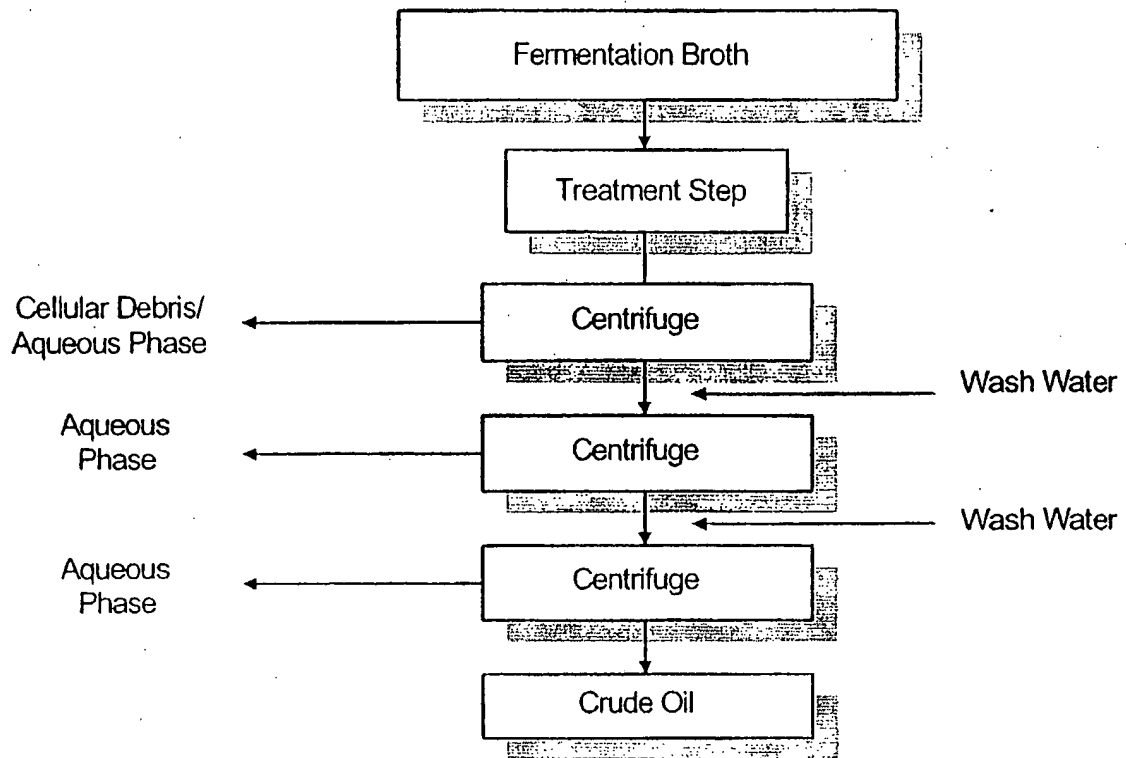 Fermentation Broth
Treatment Step
Cellular Debris/
Aqueous Phase
Centrifuge
Wash Water
Aqueous
Phase
Centrifuge
Wash Water
Aqueous
Phase
Centrifuge
Crude Oil